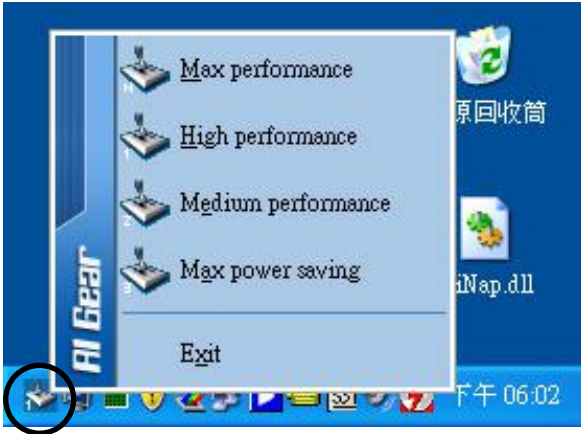 Max performance
High performance
Medium performance
Max power saving
Exit
AI Gear
源回收筒
iNap.dll
下午 06:02